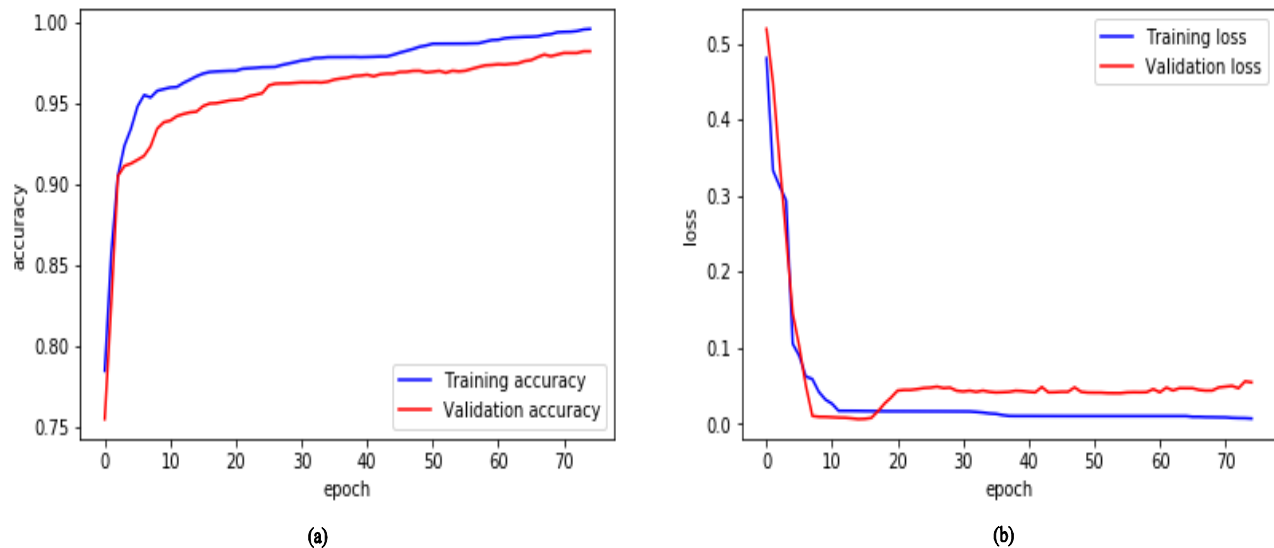 1.00
0.95
0.90
0.85
0.80
0.75
accuracy
Training accuracy
Validation accuracy
0 10 20 30 40 50 60 70
epoch
(a)
0.5
0.4
0.3
0.2
0.1
0.0
loss
Training loss
Validation loss
0 10 20 30 40 50 60 70
epoch
(b)